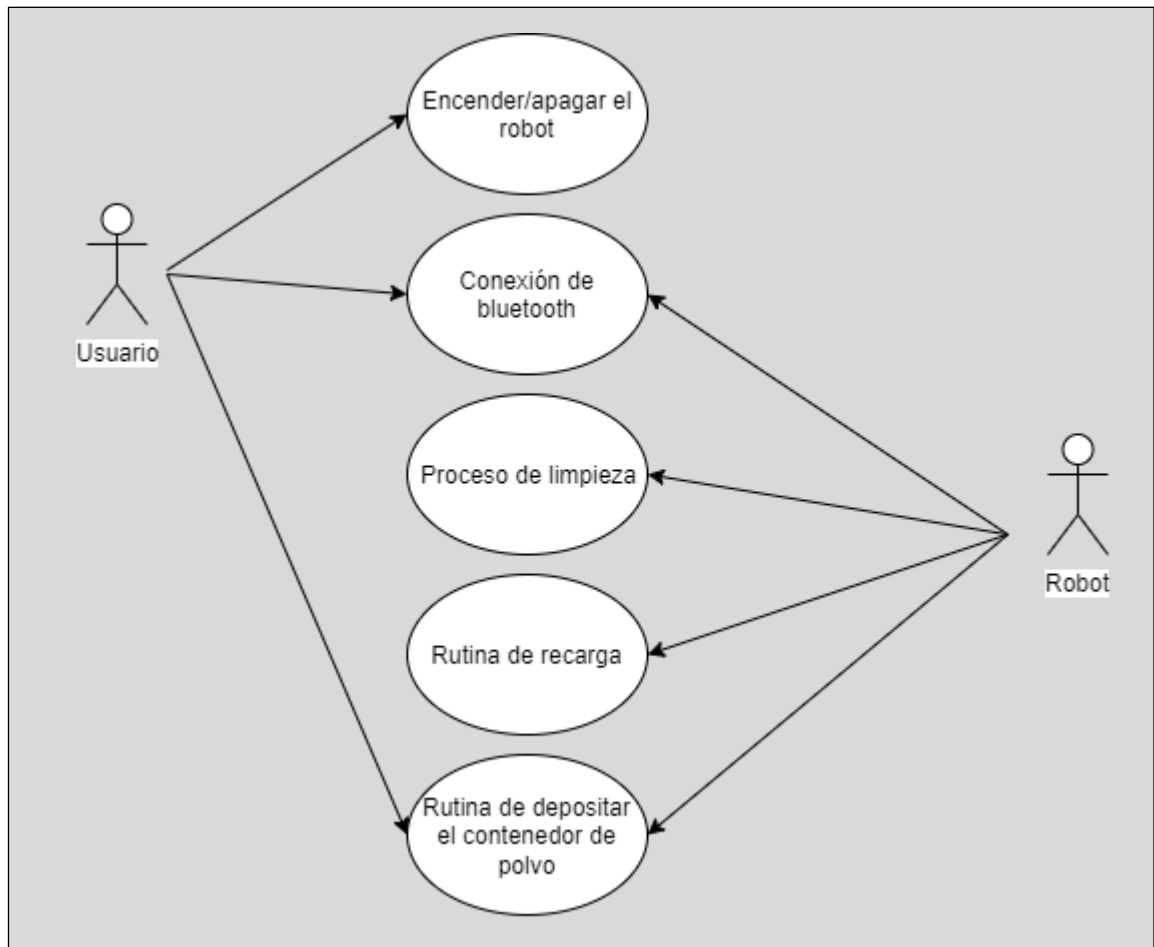 Encender/apagar el
robot
Conexión de
bluetooth
Usuario
Proceso de limpieza
Robot
Rutina de recarga
Rutina de depositar
el contenedor de
polvo